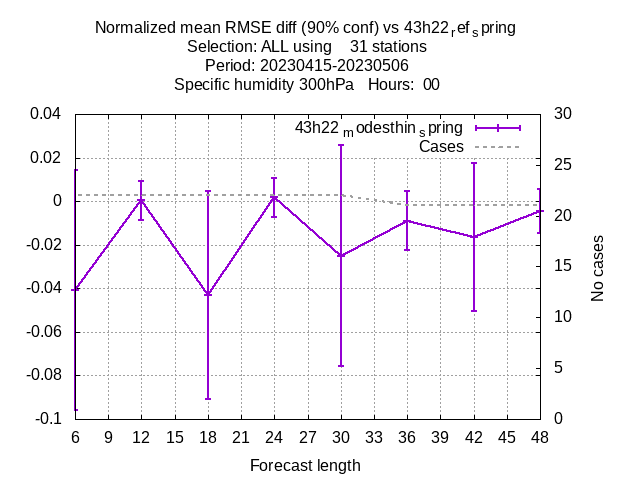 Normalized mean RMSE diff (90% conf) vs 43h22refspring
Selection: ALL using 31 stations
Period: 20230415-20230506
Specific humidity 300hPa Hours: 00
43h22modesthinspring
Cases
0.04
0.02
0
-0.02
-0.04
-0.06
-0.08
-0.1
30
25
20
15
10
5
0
No cases
6 9 12 15 18 21 24 27 30 33 36 39 42 45 48
Forecast length